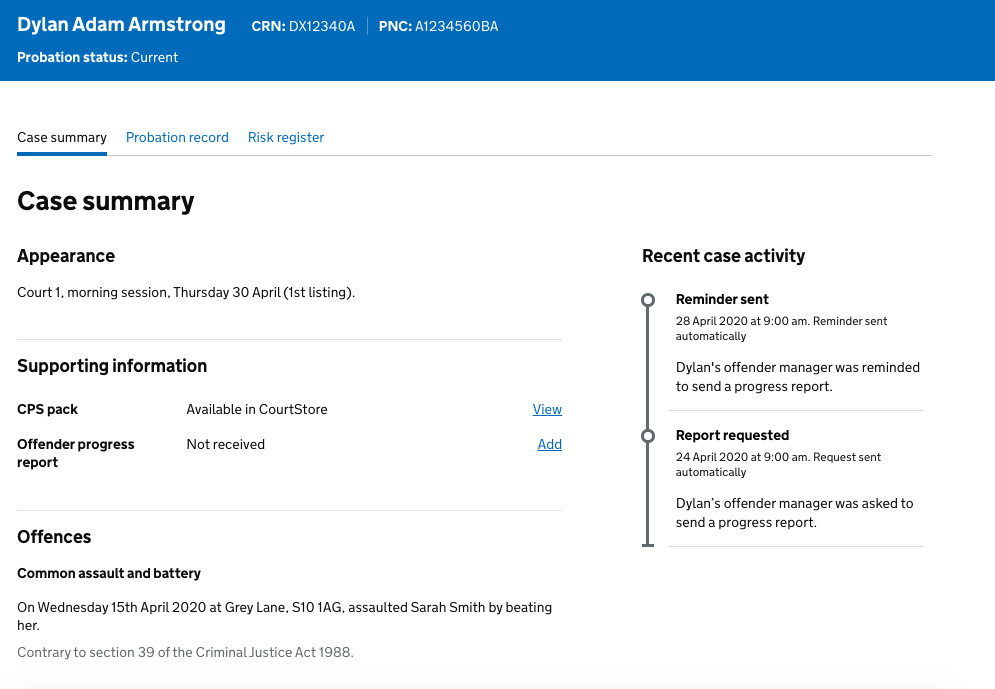 Dylan Adam Armstrong CRN: DX12340A PNC: A1234560BA
Probation status: Current
Case summary Probation record Risk register
Case summary
Appearance
Court 1, morning session, Thursday 30 April (1st listing).
Supporting information
CPS pack Available in CourtStore View
Offender progress Not received Add
report
Offences
Common assault and battery
On Wednesday 15th April 2020 at Grey Lane, S10 1AG, assaulted Sarah Smith by beating
her.
Contrary to section 39 of the Criminal Justice Act 1988.
Recent case activity
Reminder sent
28 April 2020 at 9:00 am. Reminder sent
automatically
Dylan's offender manager was reminded
to send a progress report.
Report requested
24 April 2020 at 9:00 am. Request sent
automatically
Dylan’s offender manager was asked to
send a progress report.